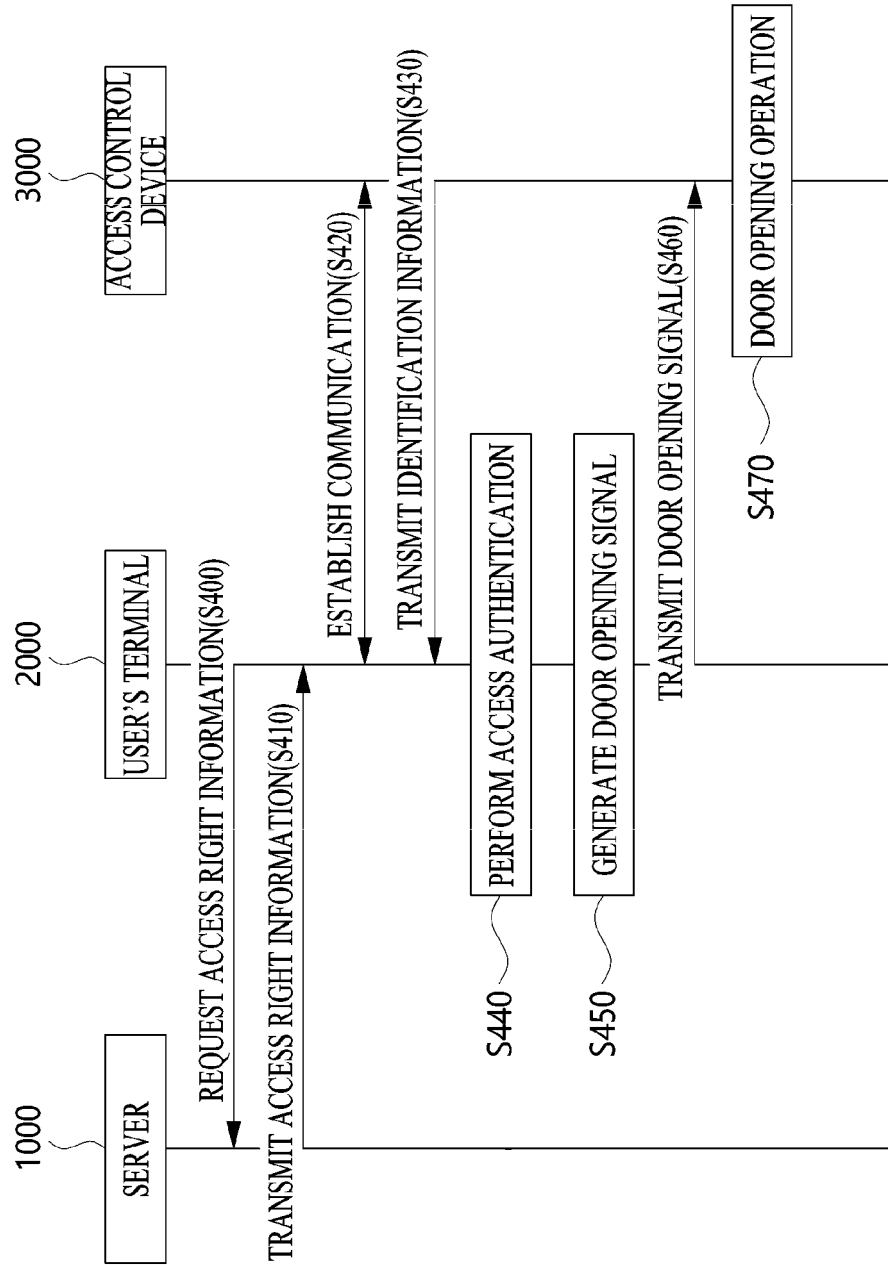 1000
2000
3000
SERVER
USER'S TERMINAL
ACCESS CONTROL
DEVICE
REQUEST ACCESS RIGHT INFORMATION(S400)
TRANSMIT ACCESS RIGHT INFORMATION(S410)
ESTABLISH COMMUNICATION(S420)
TRANSMIT IDENTIFICATION INFORMATION(S430)
PERFORM ACCESS AUTHENTICATION
S440
GENERATE DOOR OPENING SIGNAL
S450
TRANSMIT DOOR OPENING SIGNAL(S460)
DOOR OPENING OPERATION
S470